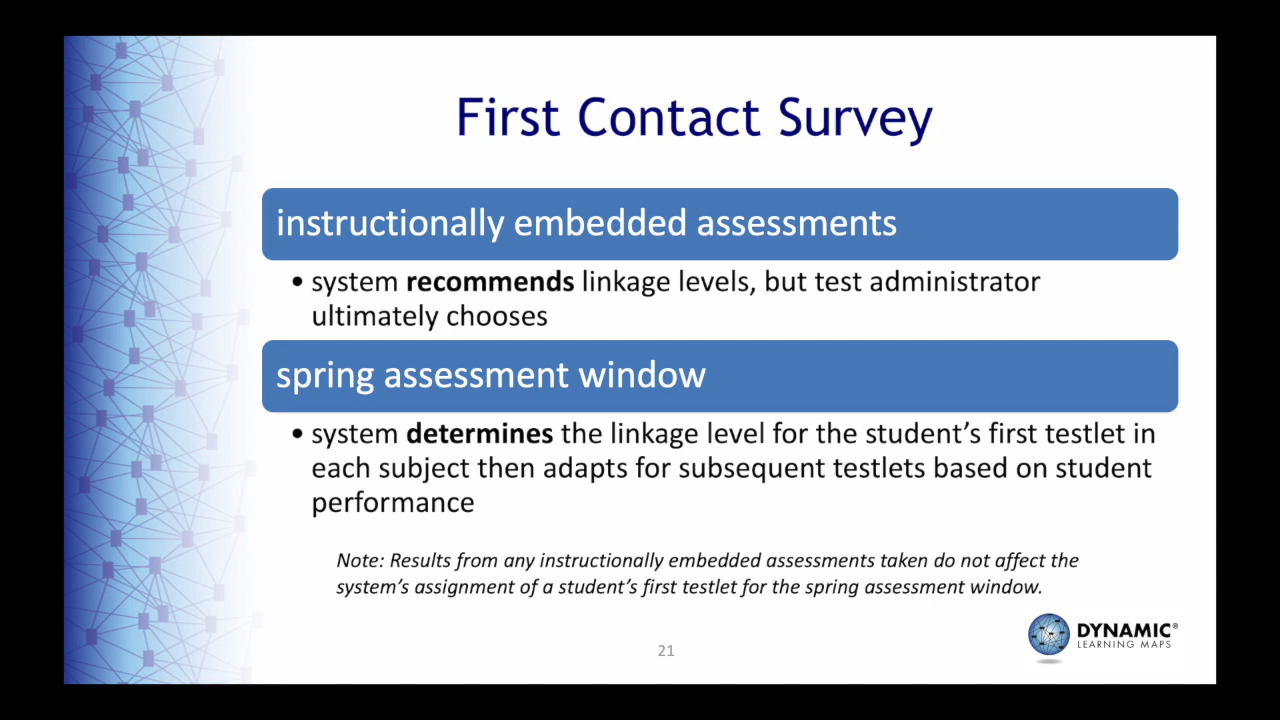 First Contact Survey
instructionally embedded assessments
• system recommends linkage levels, but test administrator
ultimately chooses
spring assessment window
• system determines the linkage level for the student’s first testlet in
each subject then adapts for subsequent testlets based on student
performance
Note: Results from any instructionally embedded assessments taken do not affect the
system’s assignment of a student’s first testlet for the spring assessment window.
DYNAMIC®
LEARNING MAPS
21